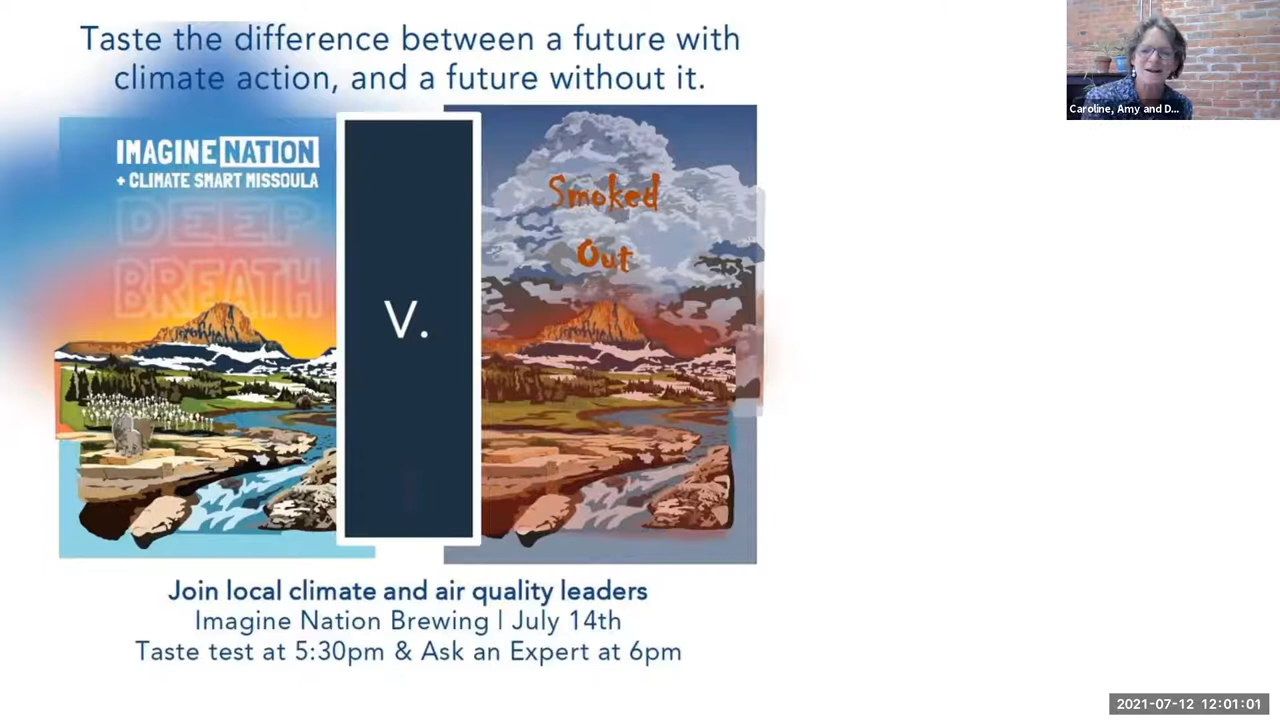 Taste the difference between a future with
climate action, and a future without it.
IMAGINE NATION
+ CLIMATE SMART MISSOULA
DEEP
BREATH
V.
Smoked
Out
Join local climate and air quality leaders
Imagine Nation Brewing | July 14th
Taste test at 5:30pm & Ask an Expert at 6pm
Caroline, Amy and D...
2021-07-12 12:01:01